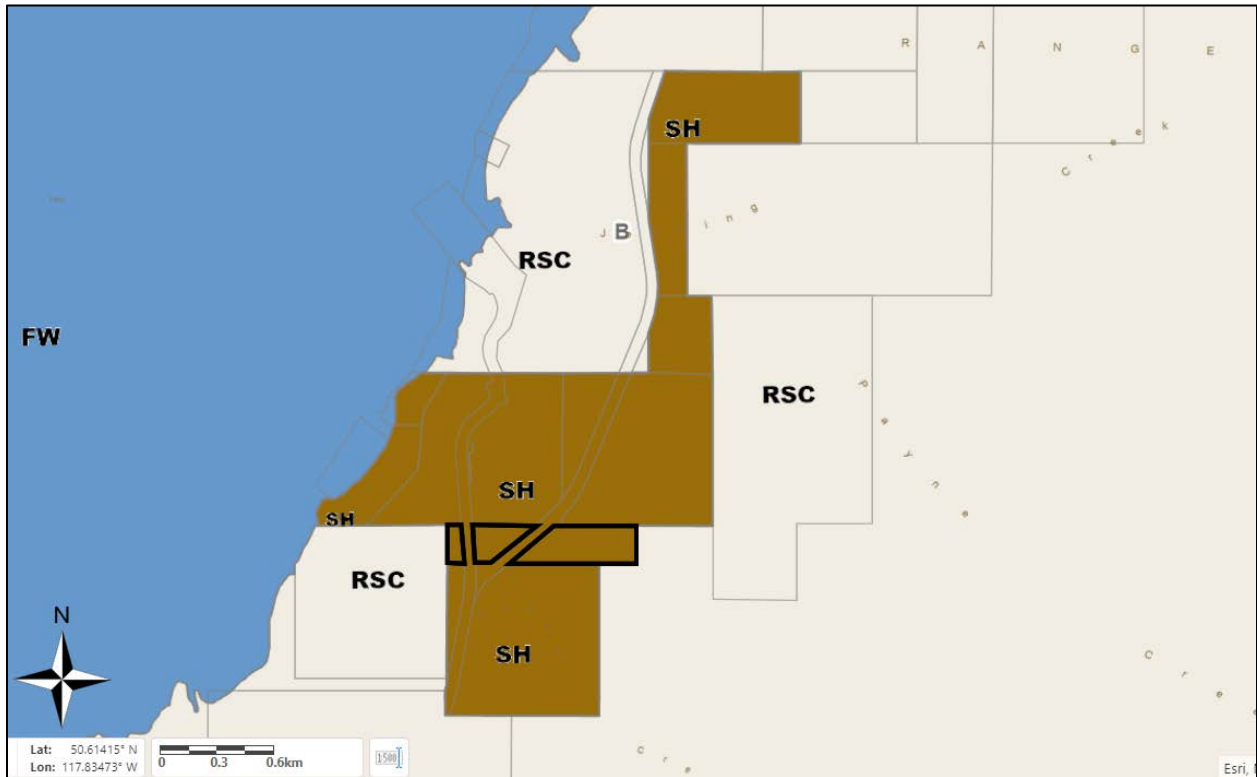 R A N G E
SH
C r e e k
i n g
J
B
RSC
FW
RSC
P a y n e
SH
SH
RSC
SH
N
C r e e
C r e
Lat: 50.61415° N
Lon: 117.83473° W
0 0.3 0.6km
Esri,